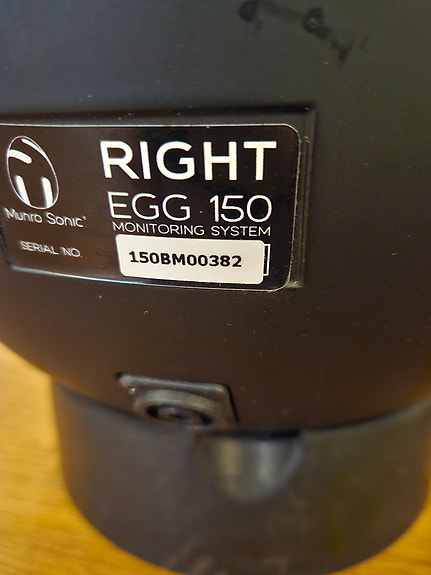 RIGHT
EGG 150
MONITORING SYSTEM
Munro Sonic®
SERIAL NO.
150BM00382